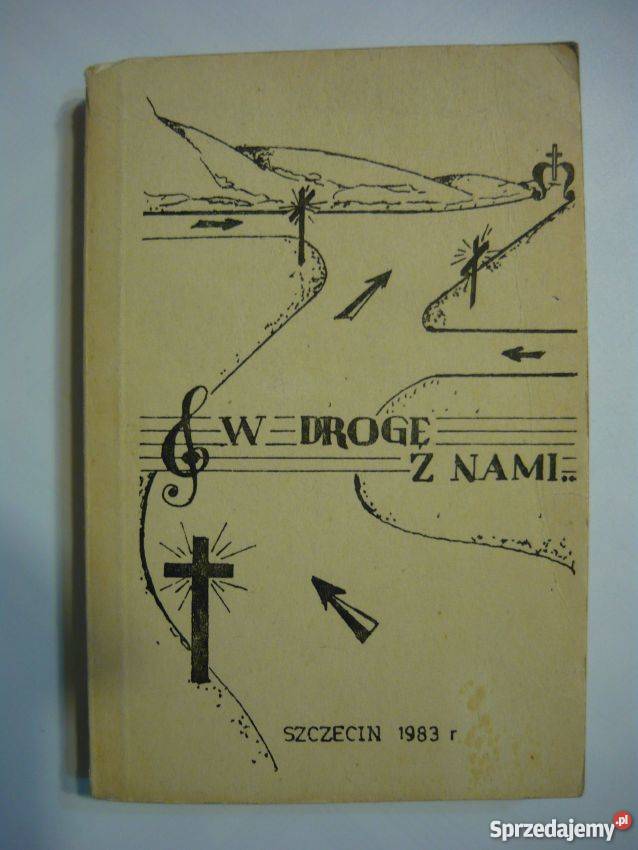 W DROGĘ
Z NAMI..
SZCZECIN 1983 r
Sprzedajemy.pl